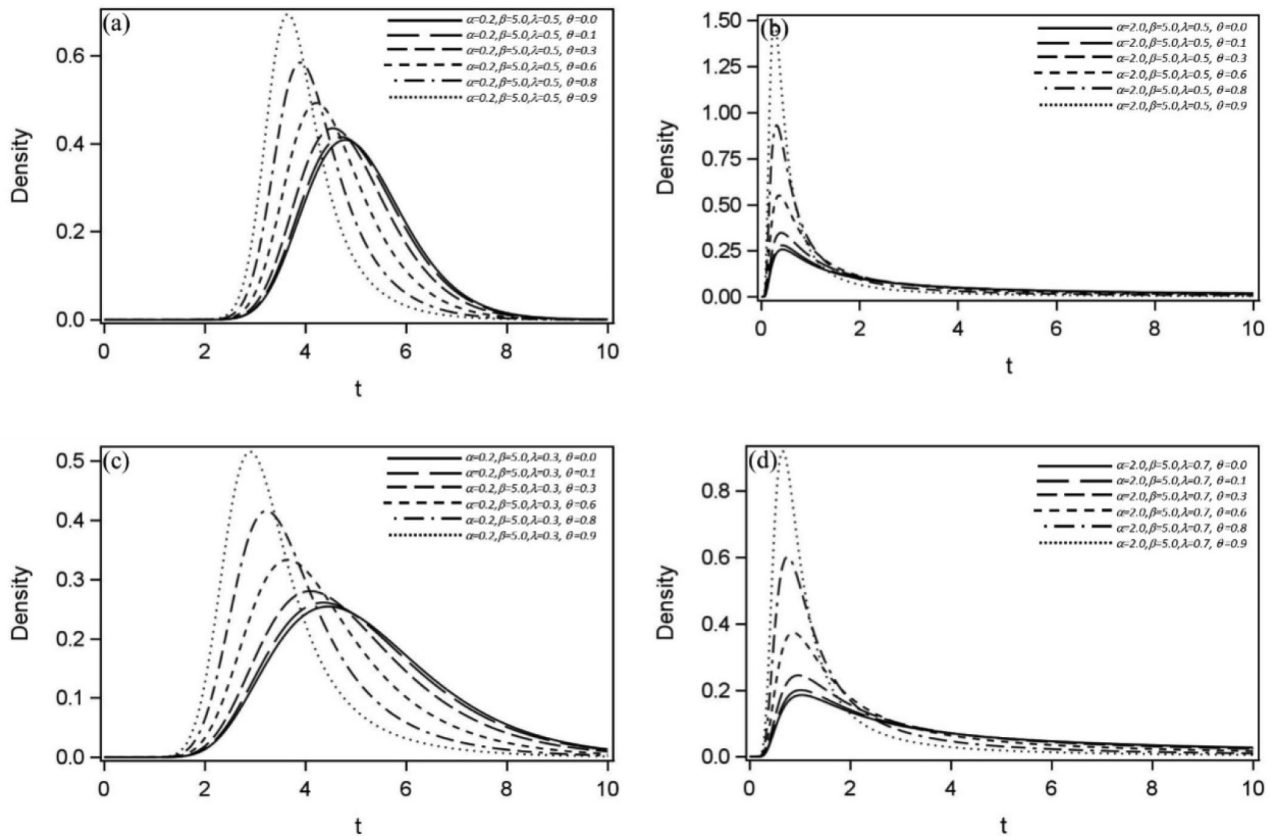 (a)
α=0.2,β=5.0,λ=0.5, θ=0.0
α=0.2,β=5.0,λ=0.5, θ=0.1
α=0.2,β=5.0,λ=0.5, θ=0.3
α=0.2,β=5.0,λ=0.5, θ=0.6
α=0.2,β=5.0,λ=0.5, θ=0.8
α=0.2,β=5.0,λ=0.5, θ=0.9
0.6
0.4
0.2
0.0
Density
0 2 4 6 8 10
t
(b)
α=2.0,β=5.0,λ=0.5, θ=0.0
α=2.0,β=5.0,λ=0.5, θ=0.1
α=2.0,β=5.0,λ=0.5, θ=0.3
α=2.0,β=5.0,λ=0.5, θ=0.6
α=2.0,β=5.0,λ=0.5, θ=0.8
α=2.0,β=5.0,λ=0.5, θ=0.9
1.50
1.25
1.00
0.75
0.50
0.25
0.00
Density
0 2 4 6 8 10
t
(c)
α=0.2,β=5.0,λ=0.3, θ=0.0
α=0.2,β=5.0,λ=0.3, θ=0.1
α=0.2,β=5.0,λ=0.3, θ=0.3
α=0.2,β=5.0,λ=0.3, θ=0.6
α=0.2,β=5.0,λ=0.3, θ=0.8
α=0.2,β=5.0,λ=0.3, θ=0.9
0.5
0.4
0.3
0.2
0.1
0.0
Density
0 2 4 6 8 10
t
(d)
α=2.0,β=5.0,λ=0.7, θ=0.0
α=2.0,β=5.0,λ=0.7, θ=0.1
α=2.0,β=5.0,λ=0.7, θ=0.3
α=2.0,β=5.0,λ=0.7, θ=0.6
α=2.0,β=5.0,λ=0.7, θ=0.8
α=2.0,β=5.0,λ=0.7, θ=0.9
0.8
0.6
0.4
0.2
0.0
Density
0 2 4 6 8 10
t